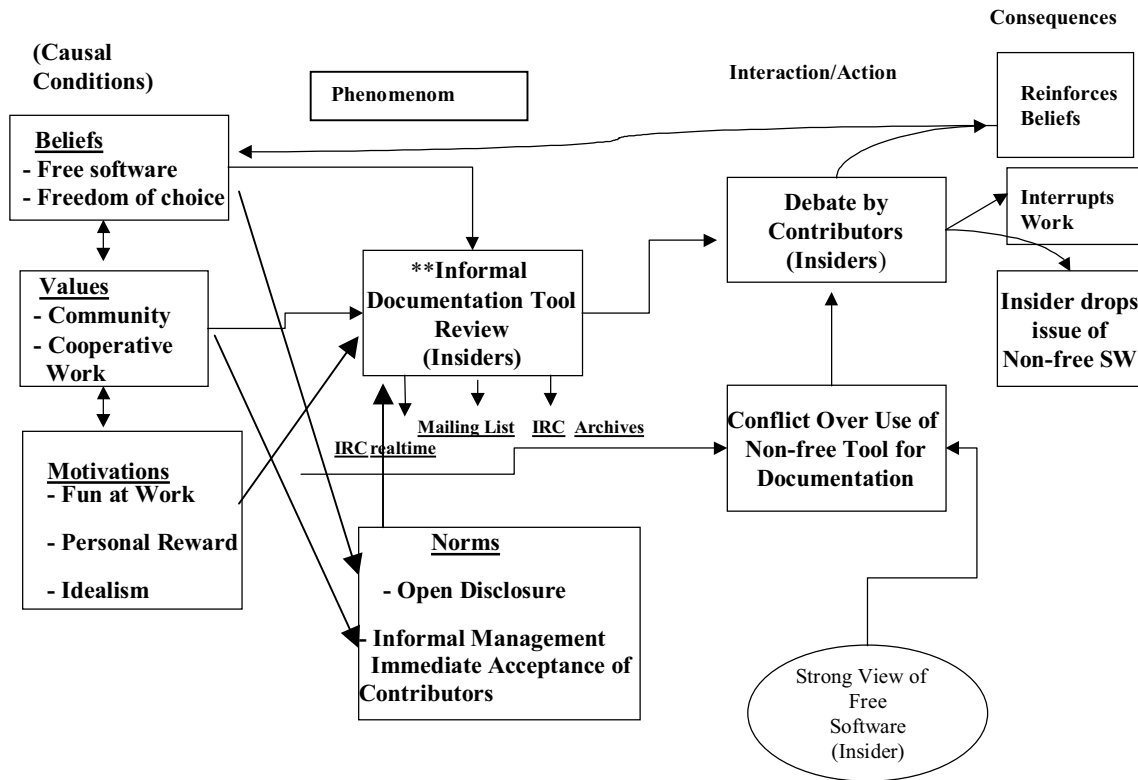 Consequences
(Causal
Conditions)
Interaction/Action
Phenomenom
Reinforces
Beliefs
Beliefs
- Free software
- Freedom of choice
Debate by
Contributors
(Insiders)
Interrupts
Work
**Informal
Documentation Tool
Review
(Insiders)
Values
- Community
- Cooperative
Work
Insider drops
issue of
Non-free SW
Mailing List
IRC Archives
IRC realtime
Conflict Over Use of
Non-free Tool for
Documentation
Motivations
- Fun at Work
- Personal Reward
- Idealism
Norms
- Open Disclosure
- Informal Management
Immediate Acceptance of
Contributors
Strong View of
Free
Software
(Insider)